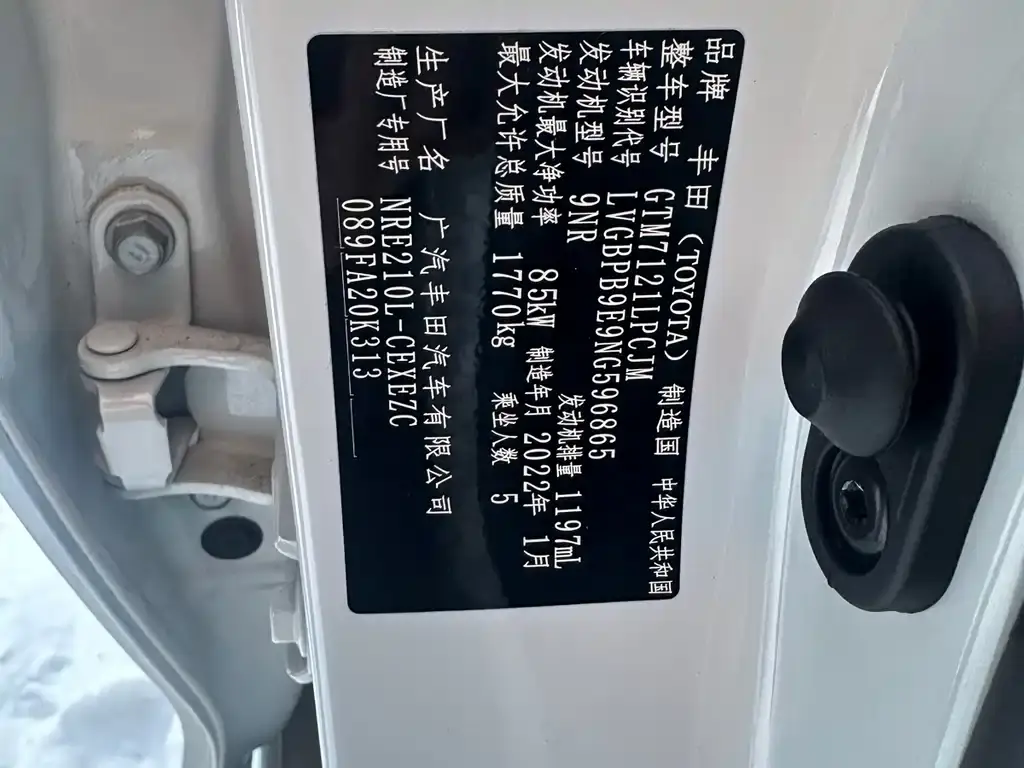 品牌 丰田 (TOYOTA) 制造国 中华人民共和国
整车型号 GTM7121LPCJM
车辆识别代号 LVGBPB9E9NG596865
发动机型号 9NR 发动机排量 1197mL
发动机最大净功率 85kW 制造年月 2022年 1月
最大允许总质量 1770kg 乘坐人数 5
生产厂名 广汽丰田汽车有限公司
制造厂专用号 NRE210L-CEXEZC
089FA20K313